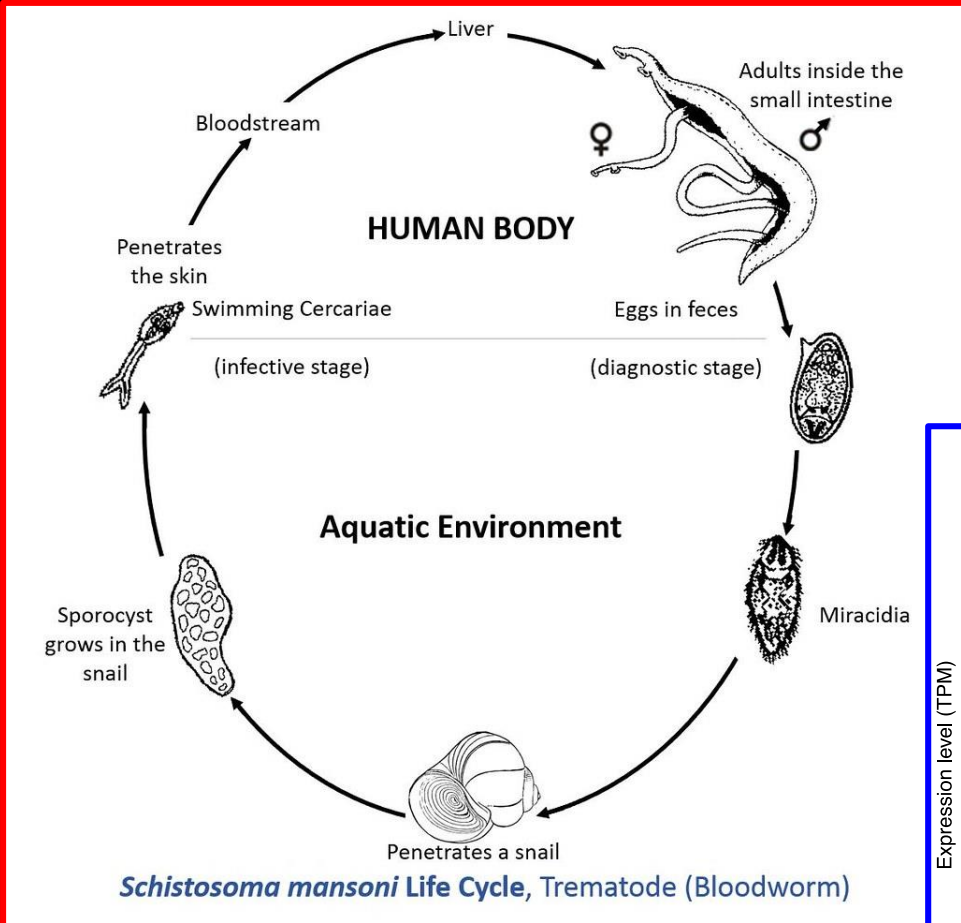 Liver
Adults inside the
small intestine
Bloodstream
♀
♂
HUMAN BODY
Penetrates
the skin
Swimming Cercariae
Eggs in feces
(infective stage)
(diagnostic stage)
Aquatic Environment
Sporocyst
grows in the
snail
Miracidia
Expression level (TPM)
Penetrates a snail
Schistosoma mansoni Life Cycle, Trematode (Bloodworm)